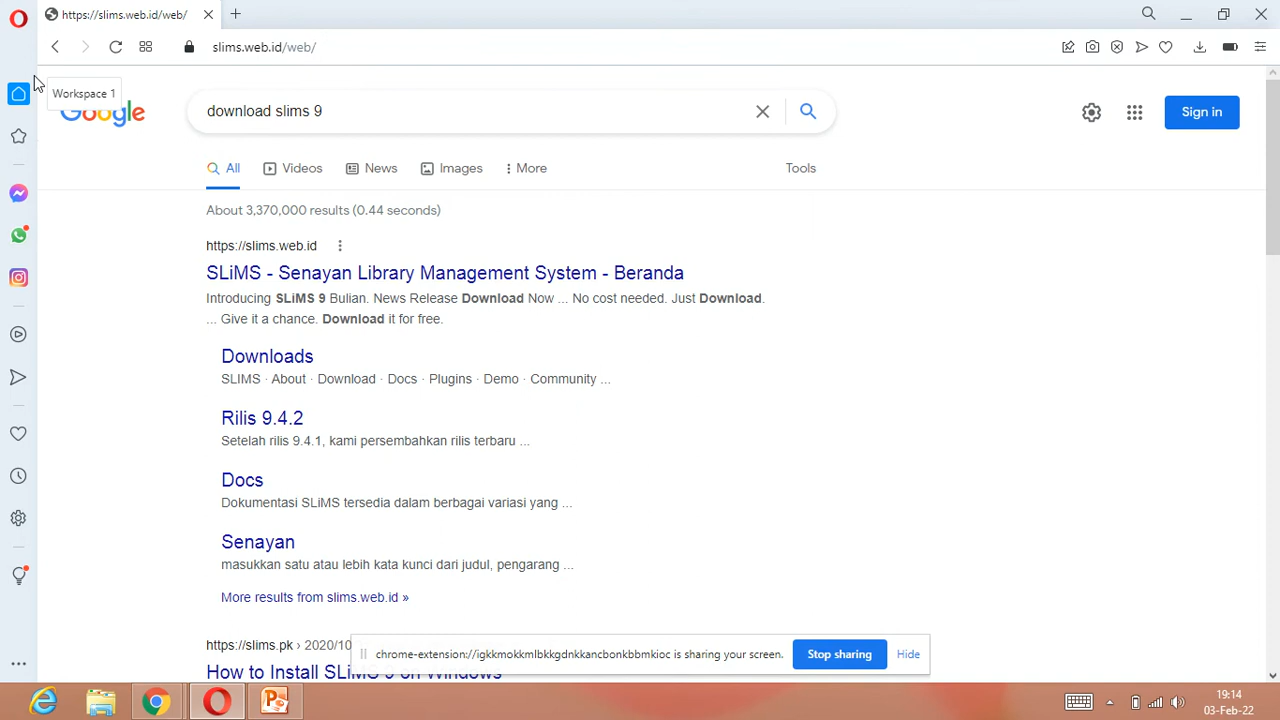 https://slims.web.id/web/
slims.web.id/web/
Workspace 1
Google
download slims 9
Sign in
All
Videos
News
Images
More
Tools
About 3,370,000 results (0.44 seconds)
https://slims.web.id
SLiMS - Senayan Library Management System - Beranda
Introducing SLiMS 9 Bulian. News Release Download Now ... No cost needed. Just Download.
... Give it a chance. Download it for free.
Downloads
SLIMS · About · Download · Docs · Plugins · Demo · Community ...
Rilis 9.4.2
Setelah rilis 9.4.1, kami persembahkan rilis terbaru ...
Docs
Dokumentasi SLiMS tersedia dalam berbagai variasi yang ...
Senayan
masukkan satu atau lebih kata kunci dari judul, pengarang ...
More results from slims.web.id »
https://slims.pk › 2020/10
How to Install SLiMS 9 on Windows
chrome-extension://igkkmokkmlbkkgdnkkancbonkbbmkioc is sharing your screen.
Stop sharing
Hide
19:14
03-Feb-22